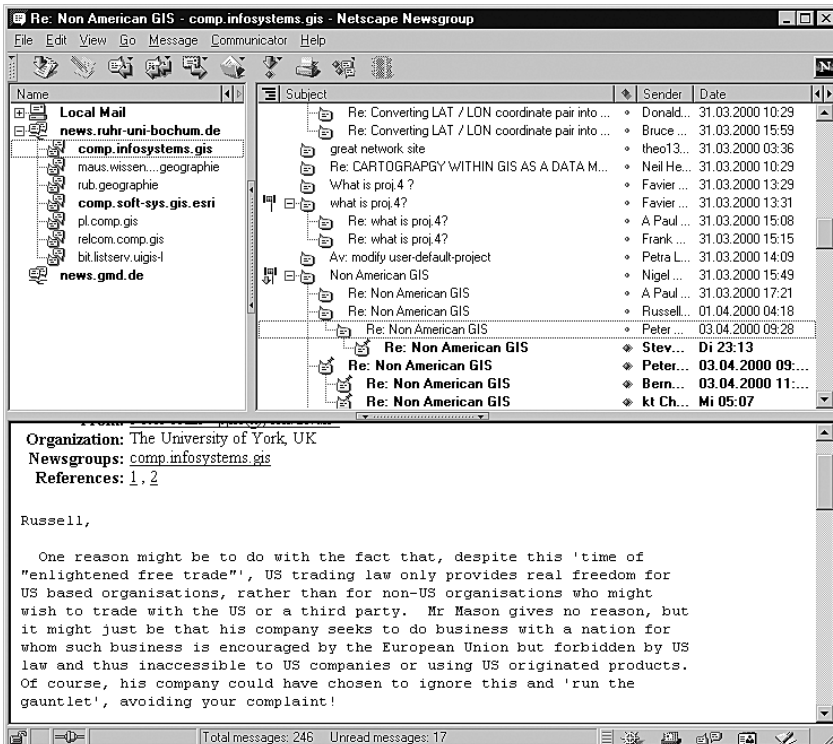 Re: Non American GIS - comp.infosystems.gis - Netscape Newsgroup
File Edit View Go Message Communicator Help
N
Name
Local Mail
news.ruhr-uni-bochum.de
comp.infosystems.gis
maus.wissen....geographie
rub.geographie
comp.soft-sys.gis.esri
pl.comp.gis
relcom.comp.gis
bit.listserv.uigis-l
news.gmd.de
Subject Sender Date
Re: Converting LAT / LON coordinate pair into ... Donald... 31.03.2000 10:29
Re: Converting LAT / LON coordinate pair into ... Bruce ... 31.03.2000 15:59
great network site theo13... 31.03.2000 03:36
Re: CARTOGRAPGY WITHIN GIS AS A DATA M... Neil He... 31.03.2000 10:29
What is proj.4 ? Favier ... 31.03.2000 13:29
what is proj.4? Favier ... 31.03.2000 13:31
Re: what is proj.4? A Paul ... 31.03.2000 15:08
Re: what is proj.4? Frank ... 31.03.2000 15:15
Av: modify user-default-project Petra L... 31.03.2000 14:09
Non American GIS Nigel ... 31.03.2000 15:49
Re: Non American GIS A Paul ... 31.03.2000 17:21
Re: Non American GIS Russell... 01.04.2000 04:18
Re: Non American GIS Peter ... 03.04.2000 09:28
Re: Non American GIS Stev... Di 23:13
Re: Non American GIS Peter... 03.04.2000 09:...
Re: Non American GIS Bern... 03.04.2000 11:...
Re: Non American GIS kt Ch... Mi 05:07
Organization: The University of York, UK
Newsgroups: comp.infosystems.gis
References: 1, 2
Russell,
One reason might be to do with the fact that, despite this 'time of
"enlightened free trade"', US trading law only provides real freedom for
US based organisations, rather than for non-US organisations who might
wish to trade with the US or a third party. Mr Mason gives no reason, but
it might just be that his company seeks to do business with a nation for
whom such business is encouraged by the European Union but forbidden by US
law and thus inaccessible to US companies or using US originated products.
Of course, his company could have chosen to ignore this and 'run the
gauntlet', avoiding your complaint!
Total messages: 246 Unread messages: 17